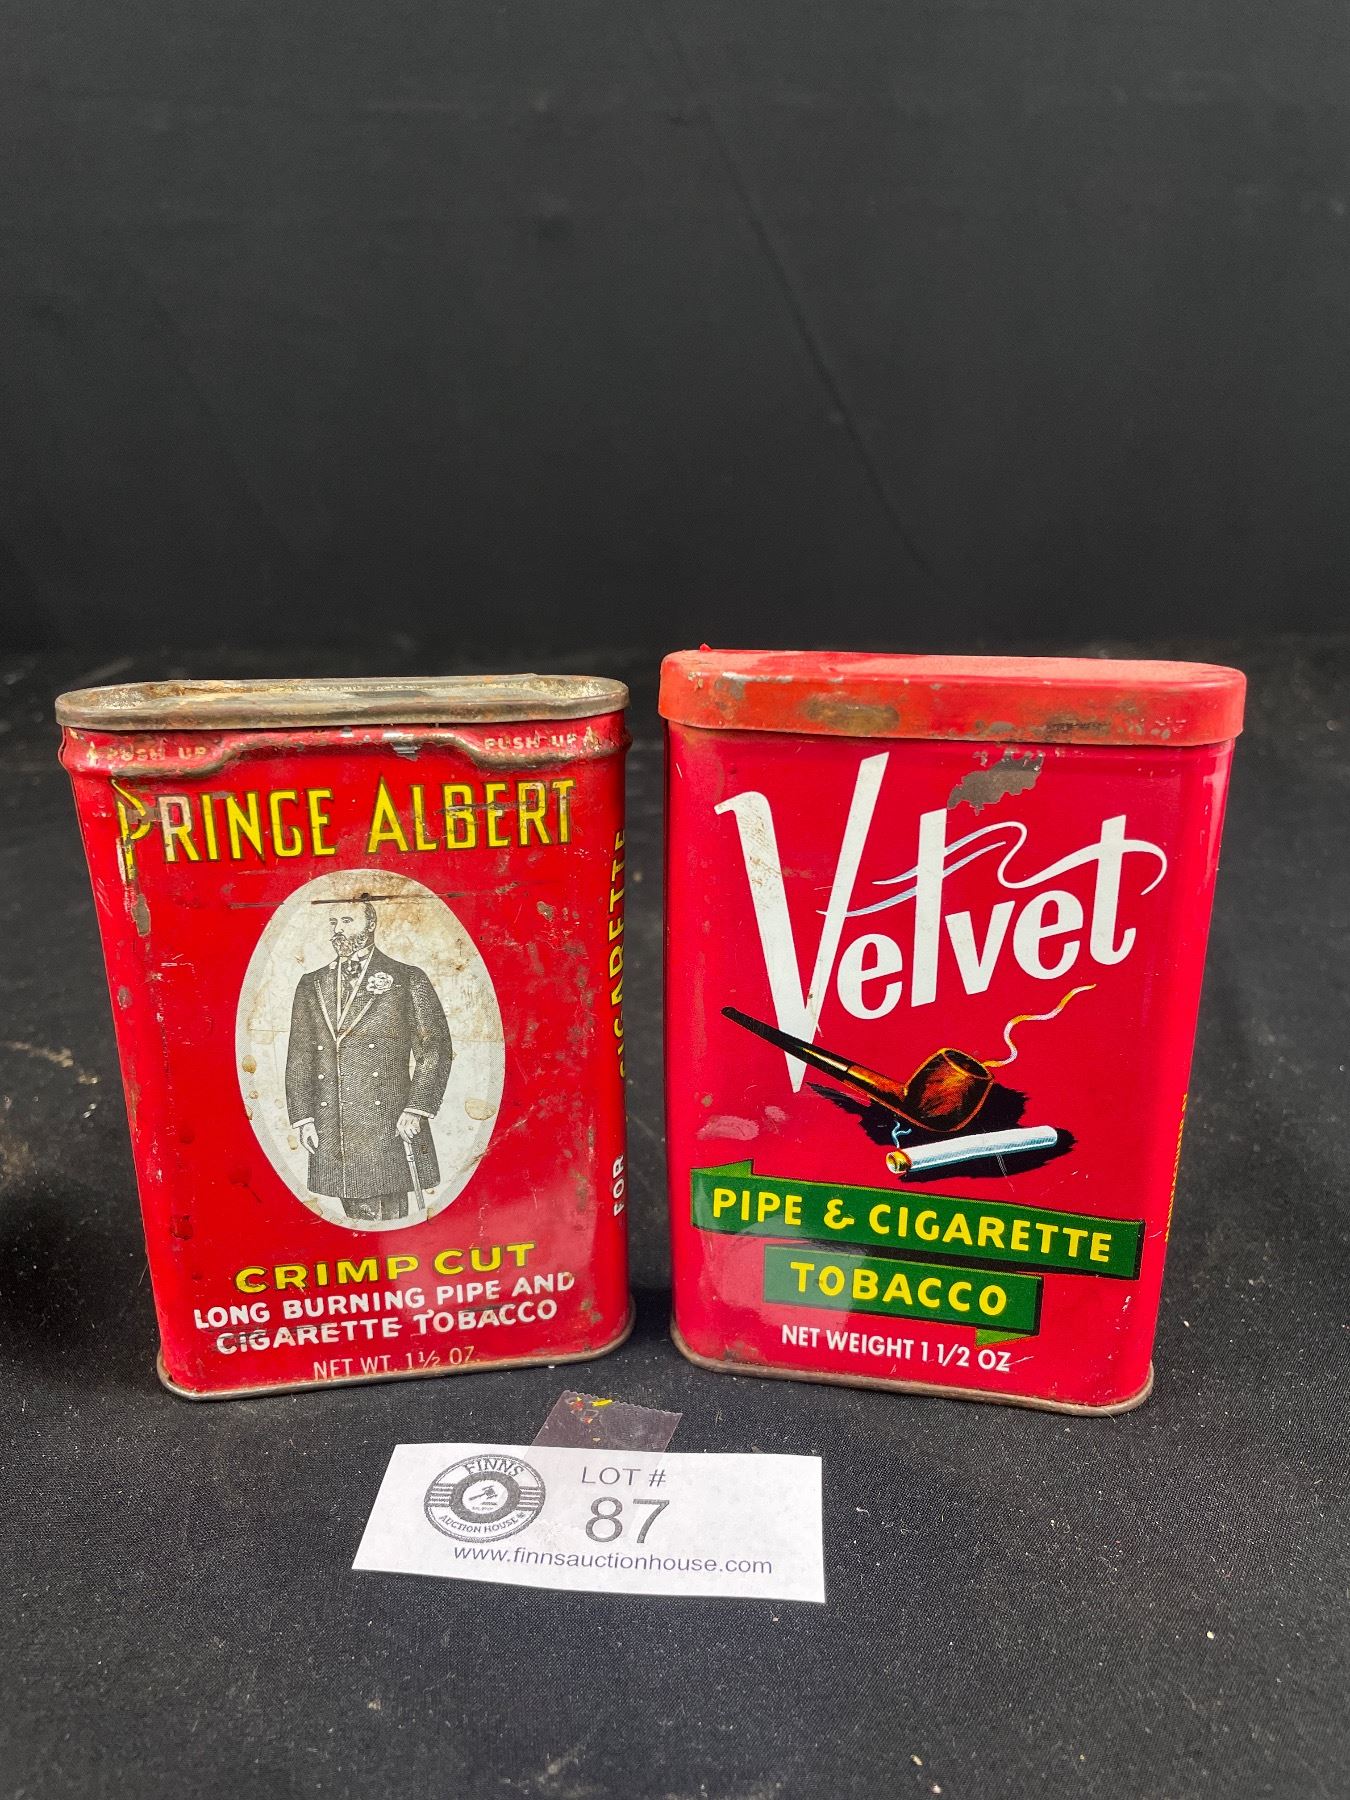 PUSH UP
PUSH UP
PRINCE ALBERT
CRIMP CUT
LONG BURNING PIPE AND
CIGARETTE TOBACCO
NET WT. 1½ OZ.
FOR CIGARETTE
Velvet
PIPE & CIGARETTE
TOBACCO
NET WEIGHT 1 1/2 OZ
FINNS
AUCTION HOUSE
LOT #
87
www.finnsauctionhouse.com